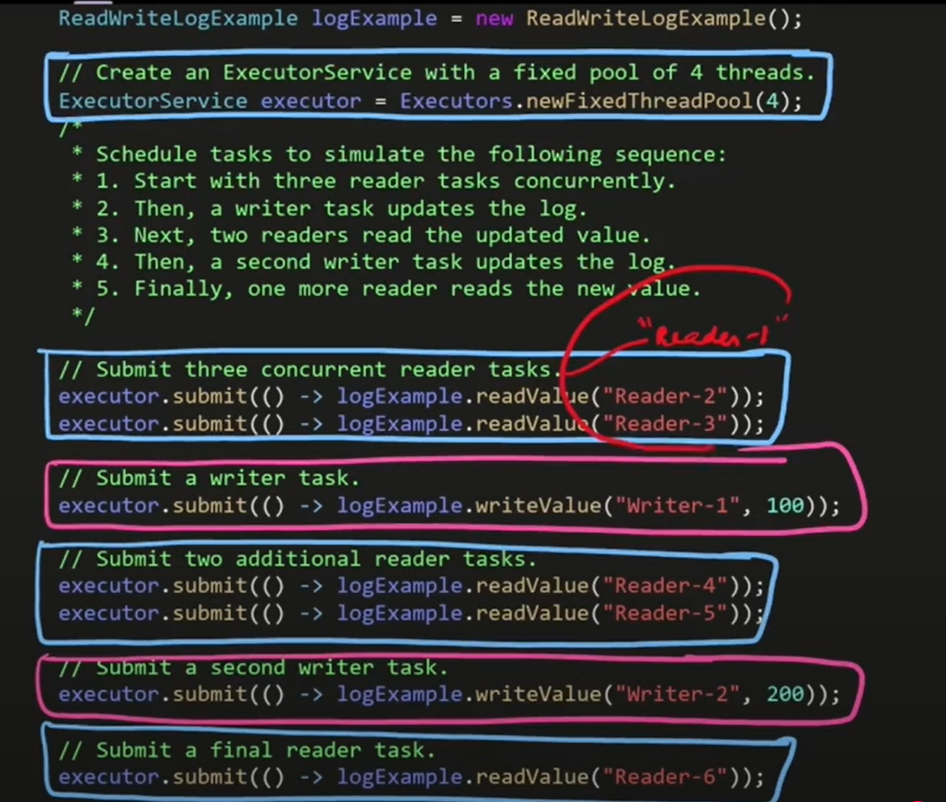 ReadWriteLogExample logExample = new ReadWriteLogExample();
// Create an ExecutorService with a fixed pool of 4 threads.
ExecutorService executor = Executors.newFixedThreadPool(4);
/*
* Schedule tasks to simulate the following sequence:
* 1. Start with three reader tasks concurrently.
* 2. Then, a writer task updates the log.
* 3. Next, two readers read the updated value.
* 4. Then, a second writer task updates the log.
* 5. Finally, one more reader reads the new value.
*/
"Reader-1"
// Submit three concurrent reader tasks.
executor.submit(() -> logExample.readValue("Reader-2"));
executor.submit(() -> logExample.readValue("Reader-3"));
// Submit a writer task.
executor.submit(() -> logExample.writeValue("Writer-1", 100));
// Submit two additional reader tasks.
executor.submit(() -> logExample.readValue("Reader-4"));
executor.submit(() -> logExample.readValue("Reader-5"));
// Submit a second writer task.
executor.submit(() -> logExample.writeValue("Writer-2", 200));
// Submit a final reader task.
executor.submit(() -> logExample.readValue("Reader-6"));